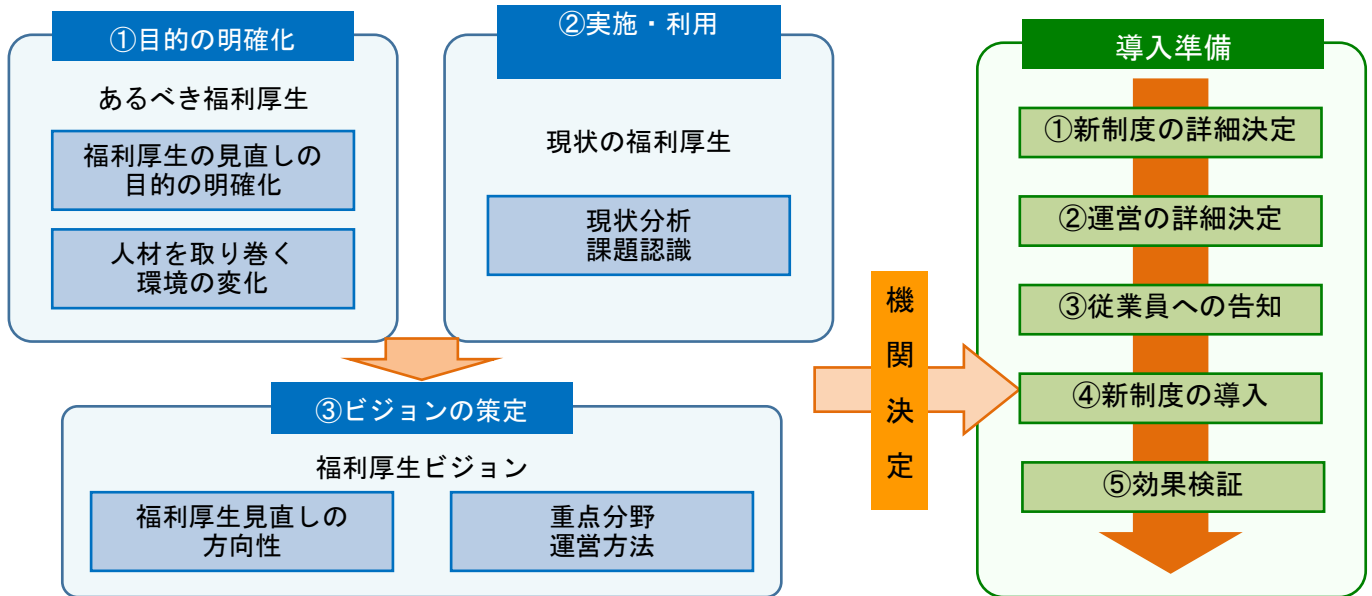 ①目的の明確化
あるべき福利厚生
福利厚生の見直しの
目的の明確化
人材を取り巻く
環境の変化
②実施・利用
現状の福利厚生
現状分析
課題認識
③ビジョンの策定
福利厚生ビジョン
福利厚生見直しの
方向性
重点分野
運営方法
機
関
決
定
導入準備
①新制度の詳細決定
②運営の詳細決定
③従業員への告知
④新制度の導入
⑤効果検証